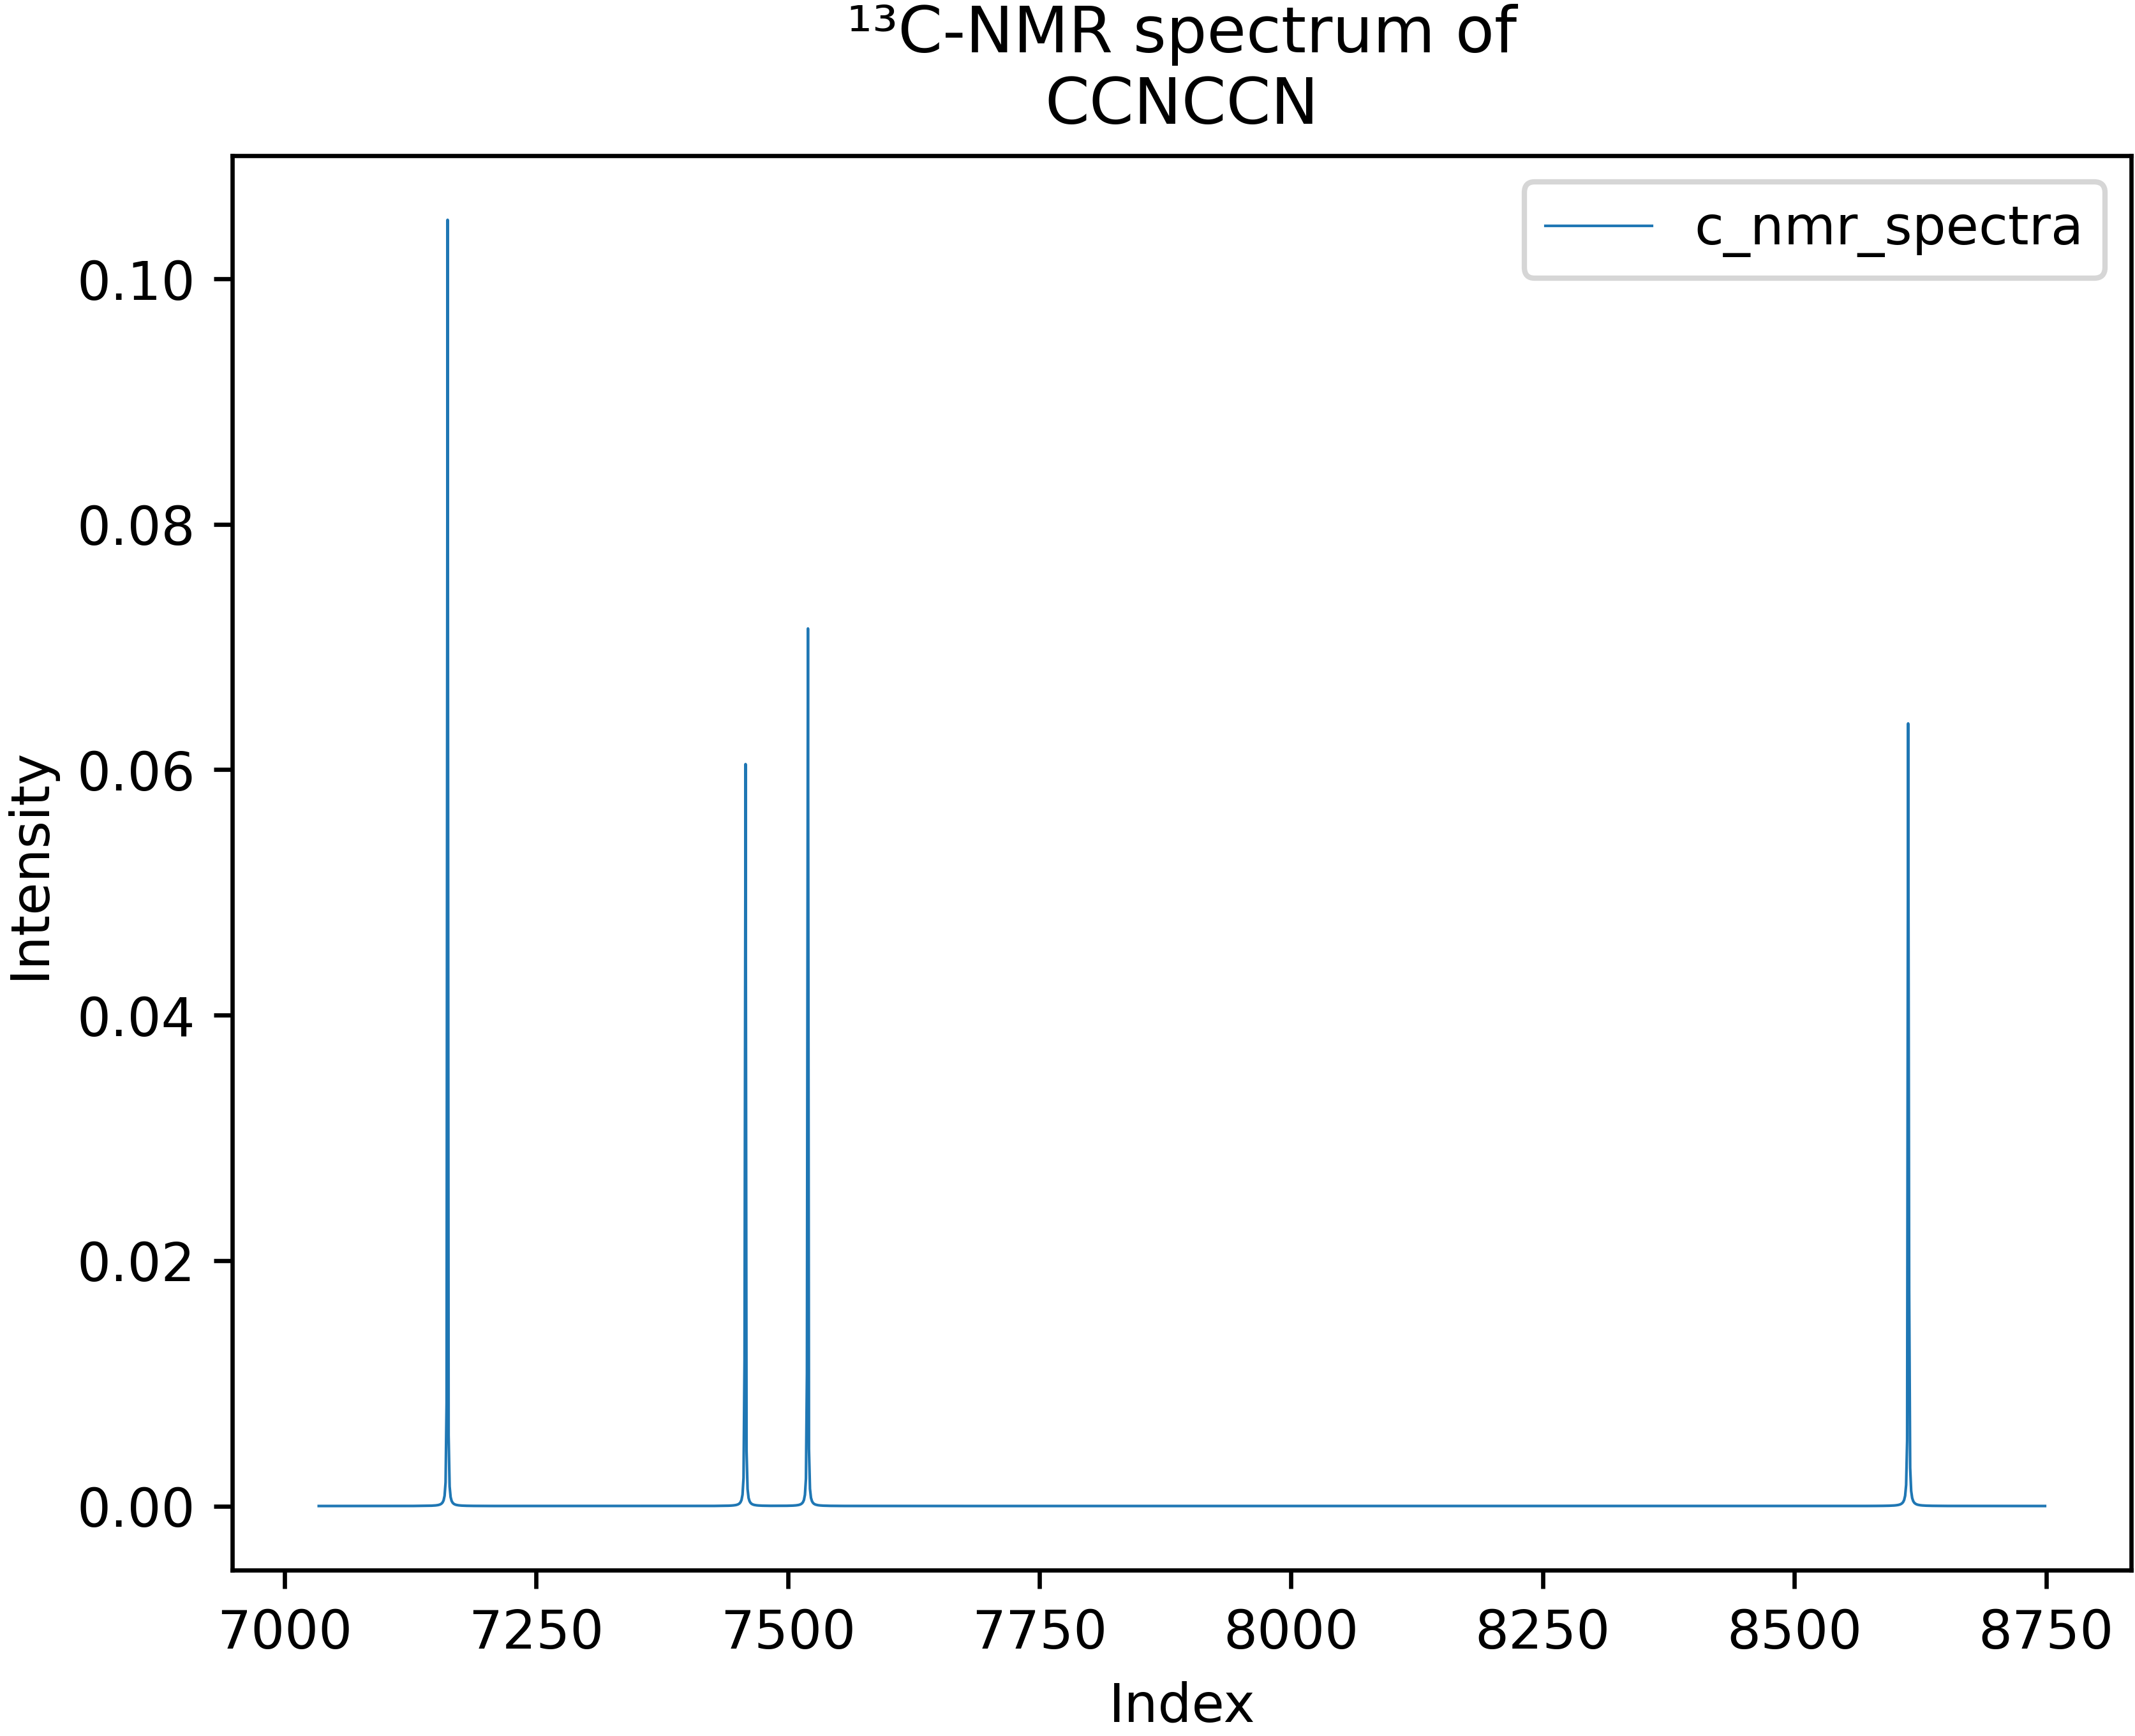 ¹³C-NMR spectrum of
CCNCCN
c_nmr_spectra
Intensity
0.10
0.08
0.06
0.04
0.02
0.00
7000 7250 7500 7750 8000 8250 8500 8750
Index